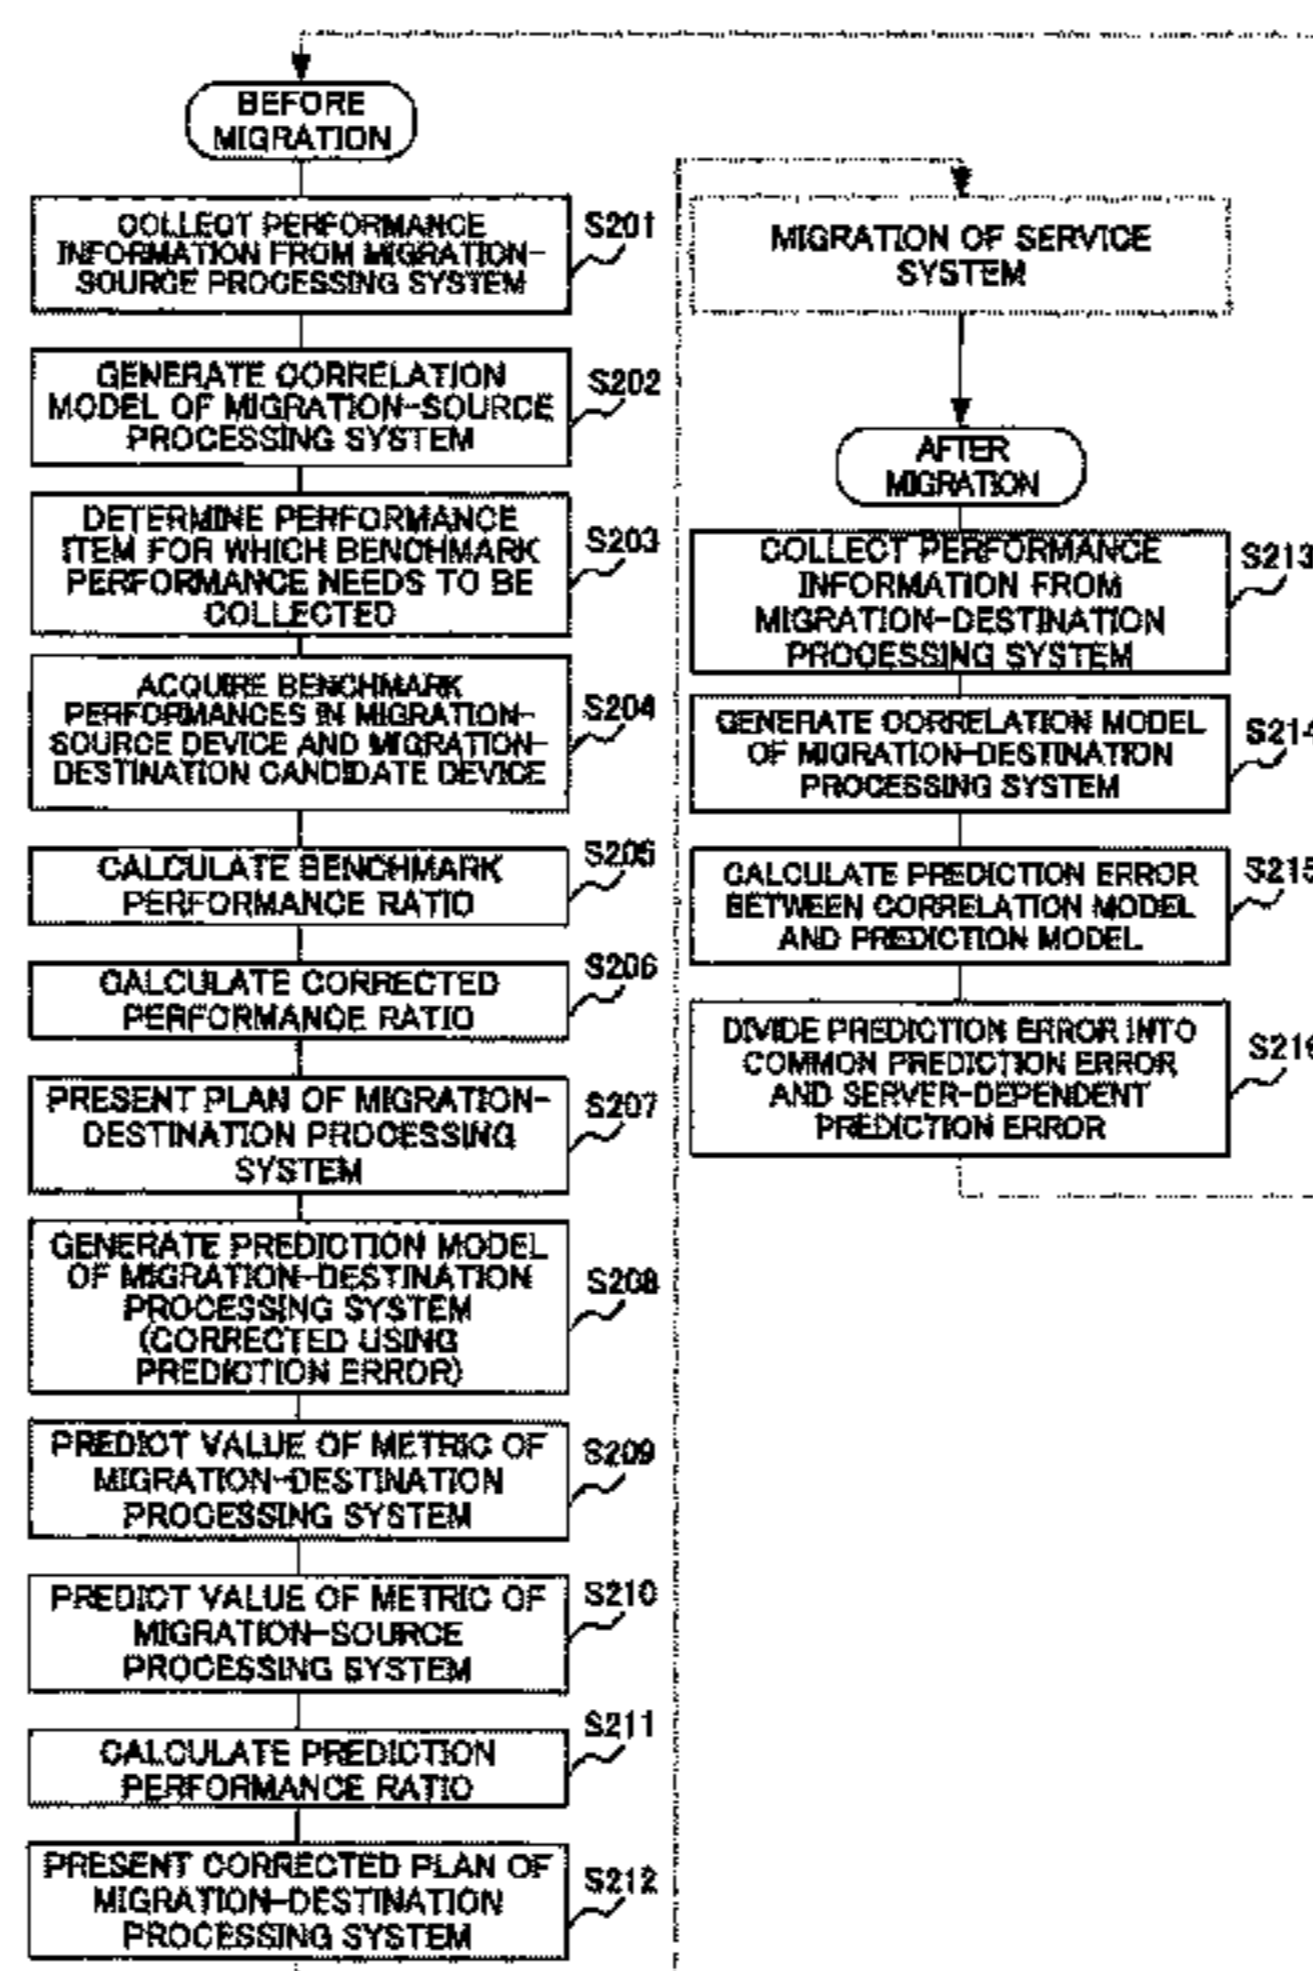 BEFORE
MIGRATION
COLLECT PERFORMANCE
INFORMATION FROM MIGRATION-
SOURCE PROCESSING SYSTEM
S201
GENERATE CORRELATION
MODEL OF MIGRATION-SOURCE
PROCESSING SYSTEM
S202
DETERMINE PERFORMANCE
ITEM FOR WHICH BENCHMARK
PERFORMANCE NEEDS TO BE
COLLECTED
S203
ACQUIRE BENCHMARK
PERFORMANCES IN MIGRATION-
SOURCE DEVICE AND MIGRATION-
DESTINATION CANDIDATE DEVICE
S204
CALCULATE BENCHMARK
PERFORMANCE RATIO
S205
CALCULATE CORRECTED
PERFORMANCE RATIO
S206
PRESENT PLAN OF MIGRATION-
DESTINATION PROCESSING
SYSTEM
S207
GENERATE PREDICTION MODEL
OF MIGRATION-DESTINATION
PROCESSING SYSTEM
(CORRECTED USING
PREDICTION ERROR)
S208
PREDICT VALUE OF METRIC OF
MIGRATION-DESTINATION
PROCESSING SYSTEM
S209
PREDICT VALUE OF METRIC OF
MIGRATION-SOURCE
PROCESSING SYSTEM
S210
CALCULATE PREDICTION
PERFORMANCE RATIO
S211
PRESENT CORRECTED PLAN OF
MIGRATION-DESTINATION
PROCESSING SYSTEM
S212
MIGRATION OF SERVICE
SYSTEM
AFTER
MIGRATION
COLLECT PERFORMANCE
INFORMATION FROM
MIGRATION-DESTINATION
PROCESSING SYSTEM
S213
GENERATE CORRELATION MODEL
OF MIGRATION-DESTINATION
PROCESSING SYSTEM
S214
CALCULATE PREDICTION ERROR
BETWEEN CORRELATION MODEL
AND PREDICTION MODEL
S215
DIVIDE PREDICTION ERROR INTO
COMMON PREDICTION ERROR
AND SERVER-DEPENDENT
PREDICTION ERROR
S216